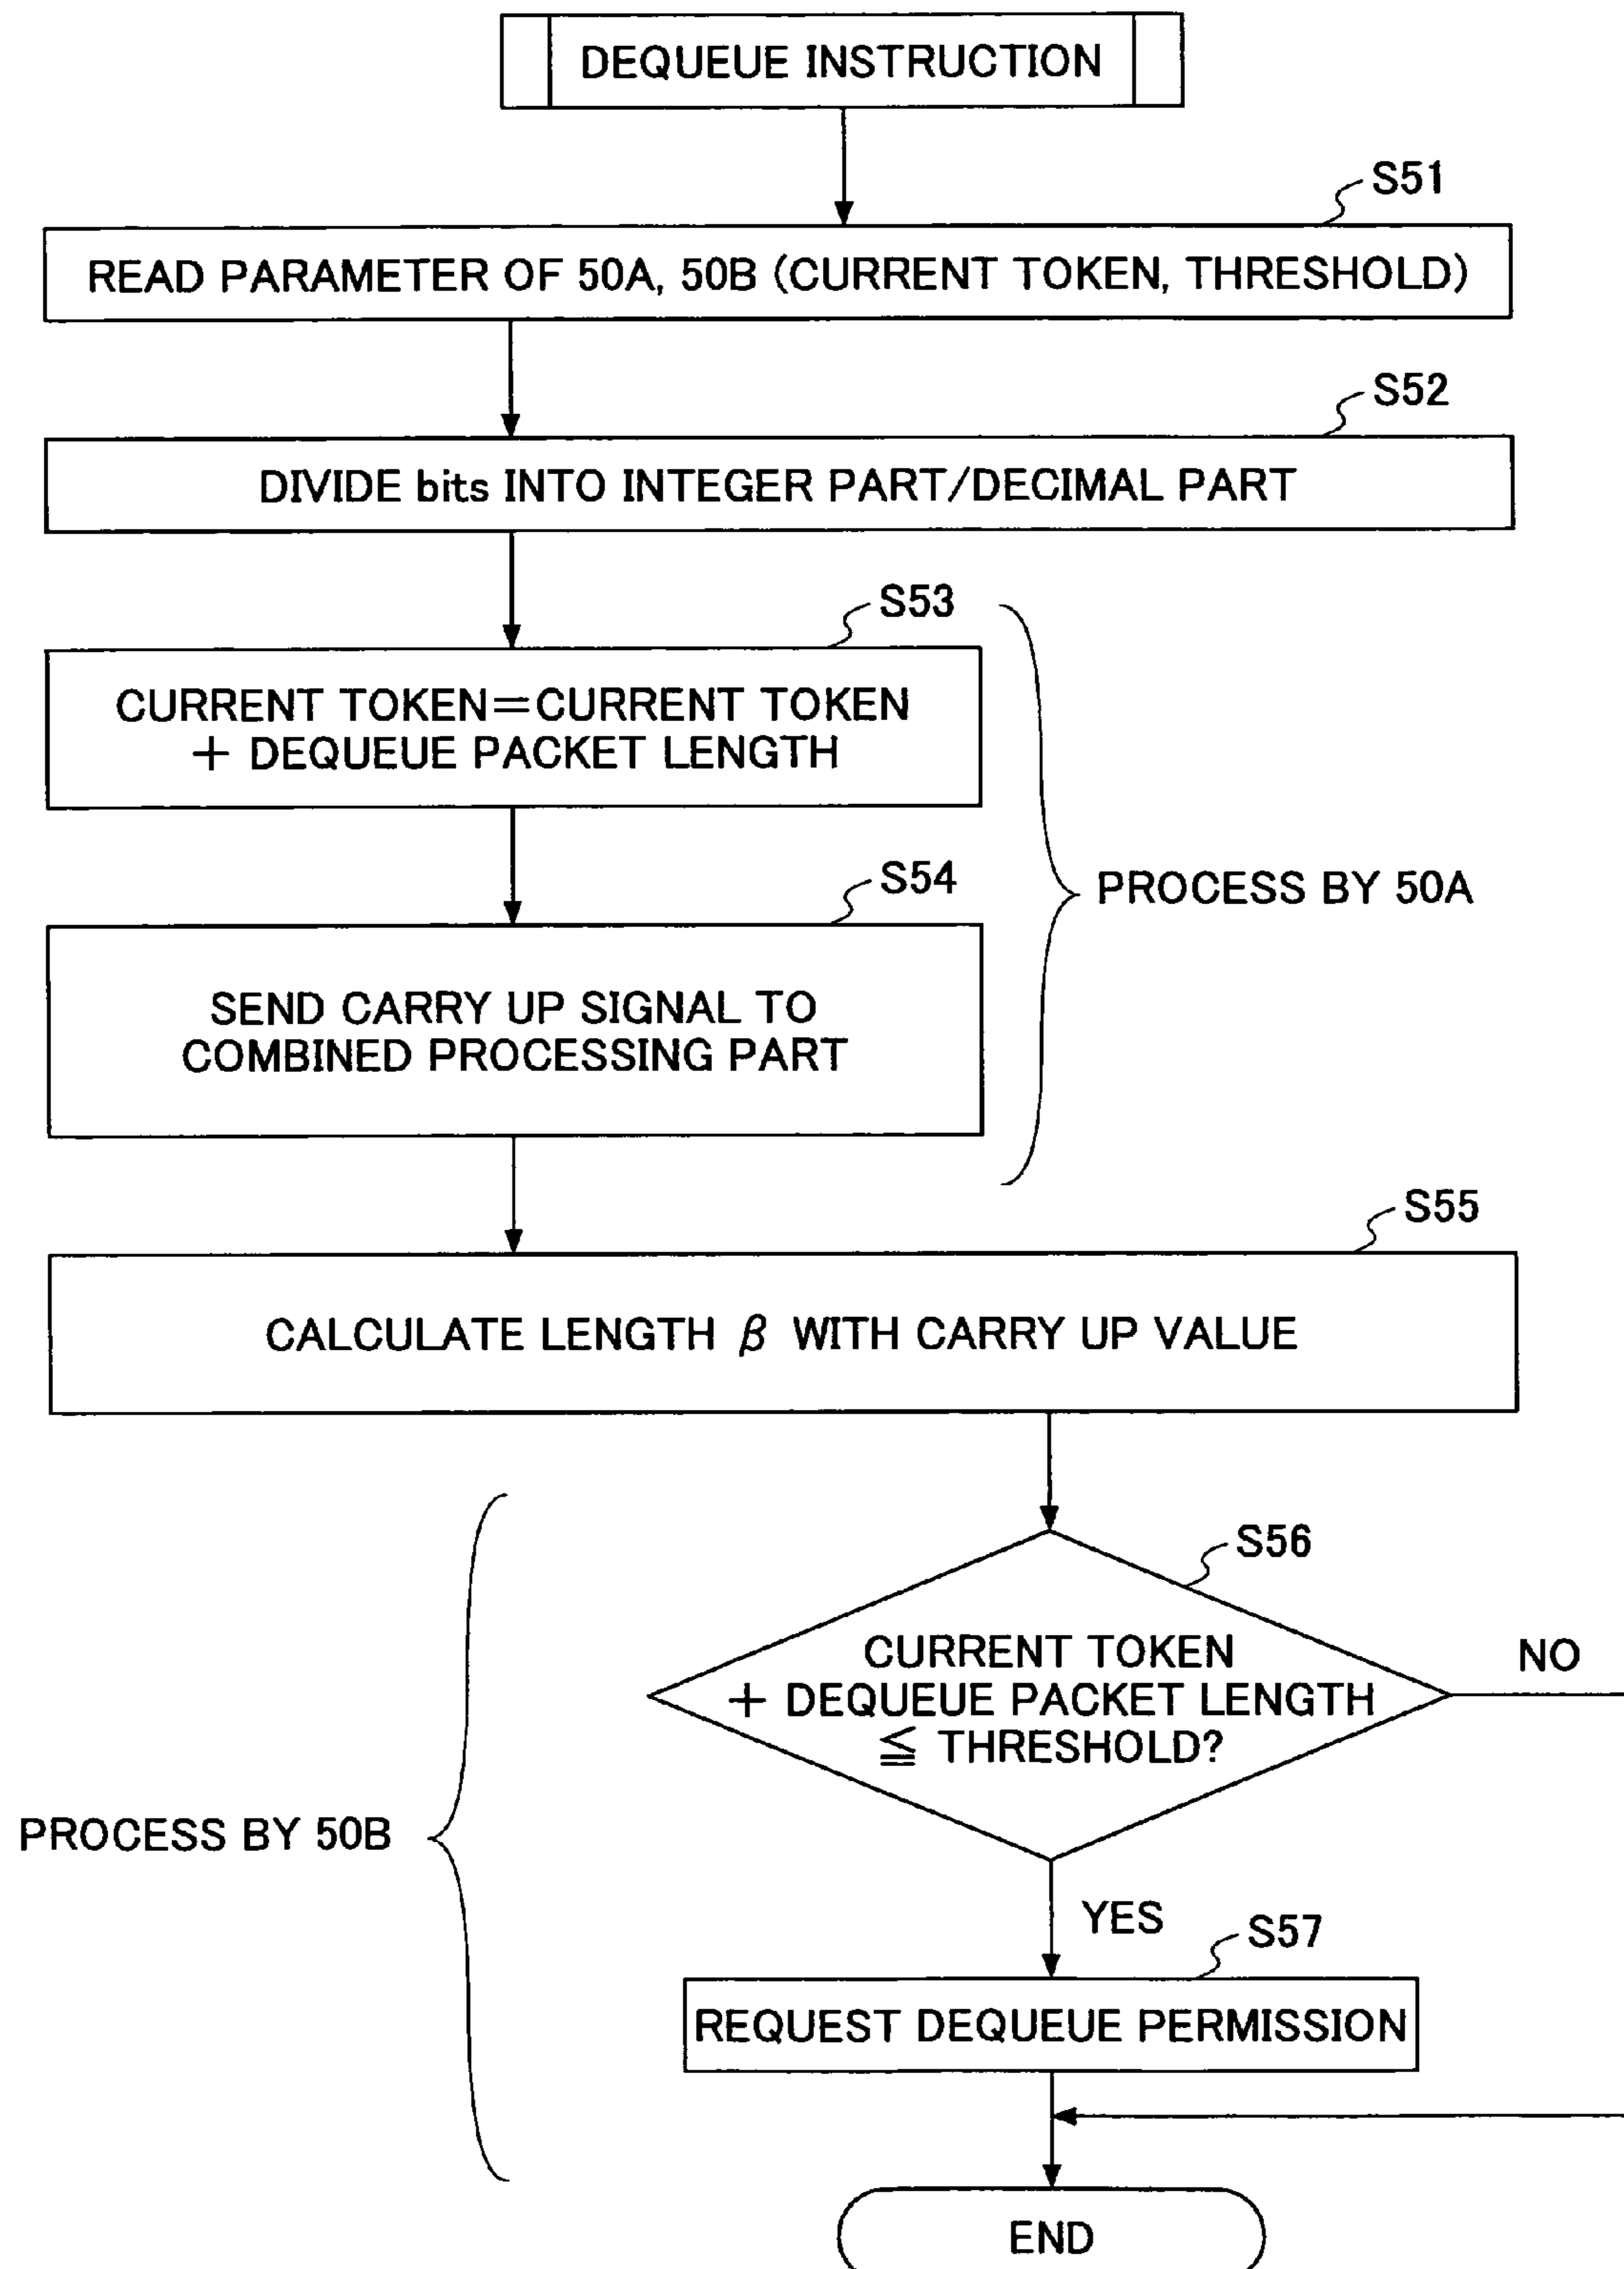 DEQUEUE INSTRUCTION
S51
READ PARAMETER OF 50A, 50B (CURRENT TOKEN, THRESHOLD)
S52
DIVIDE bits INTO INTEGER PART/DECIMAL PART
S53
CURRENT TOKEN=CURRENT TOKEN
+ DEQUEUE PACKET LENGTH
S54
PROCESS BY 50A
SEND CARRY UP SIGNAL TO
COMBINED PROCESSING PART
S55
CALCULATE LENGTH β WITH CARRY UP VALUE
S56
CURRENT TOKEN
+ DEQUEUE PACKET LENGTH
≦ THRESHOLD?
NO
PROCESS BY 50B
YES
S57
REQUEST DEQUEUE PERMISSION
END